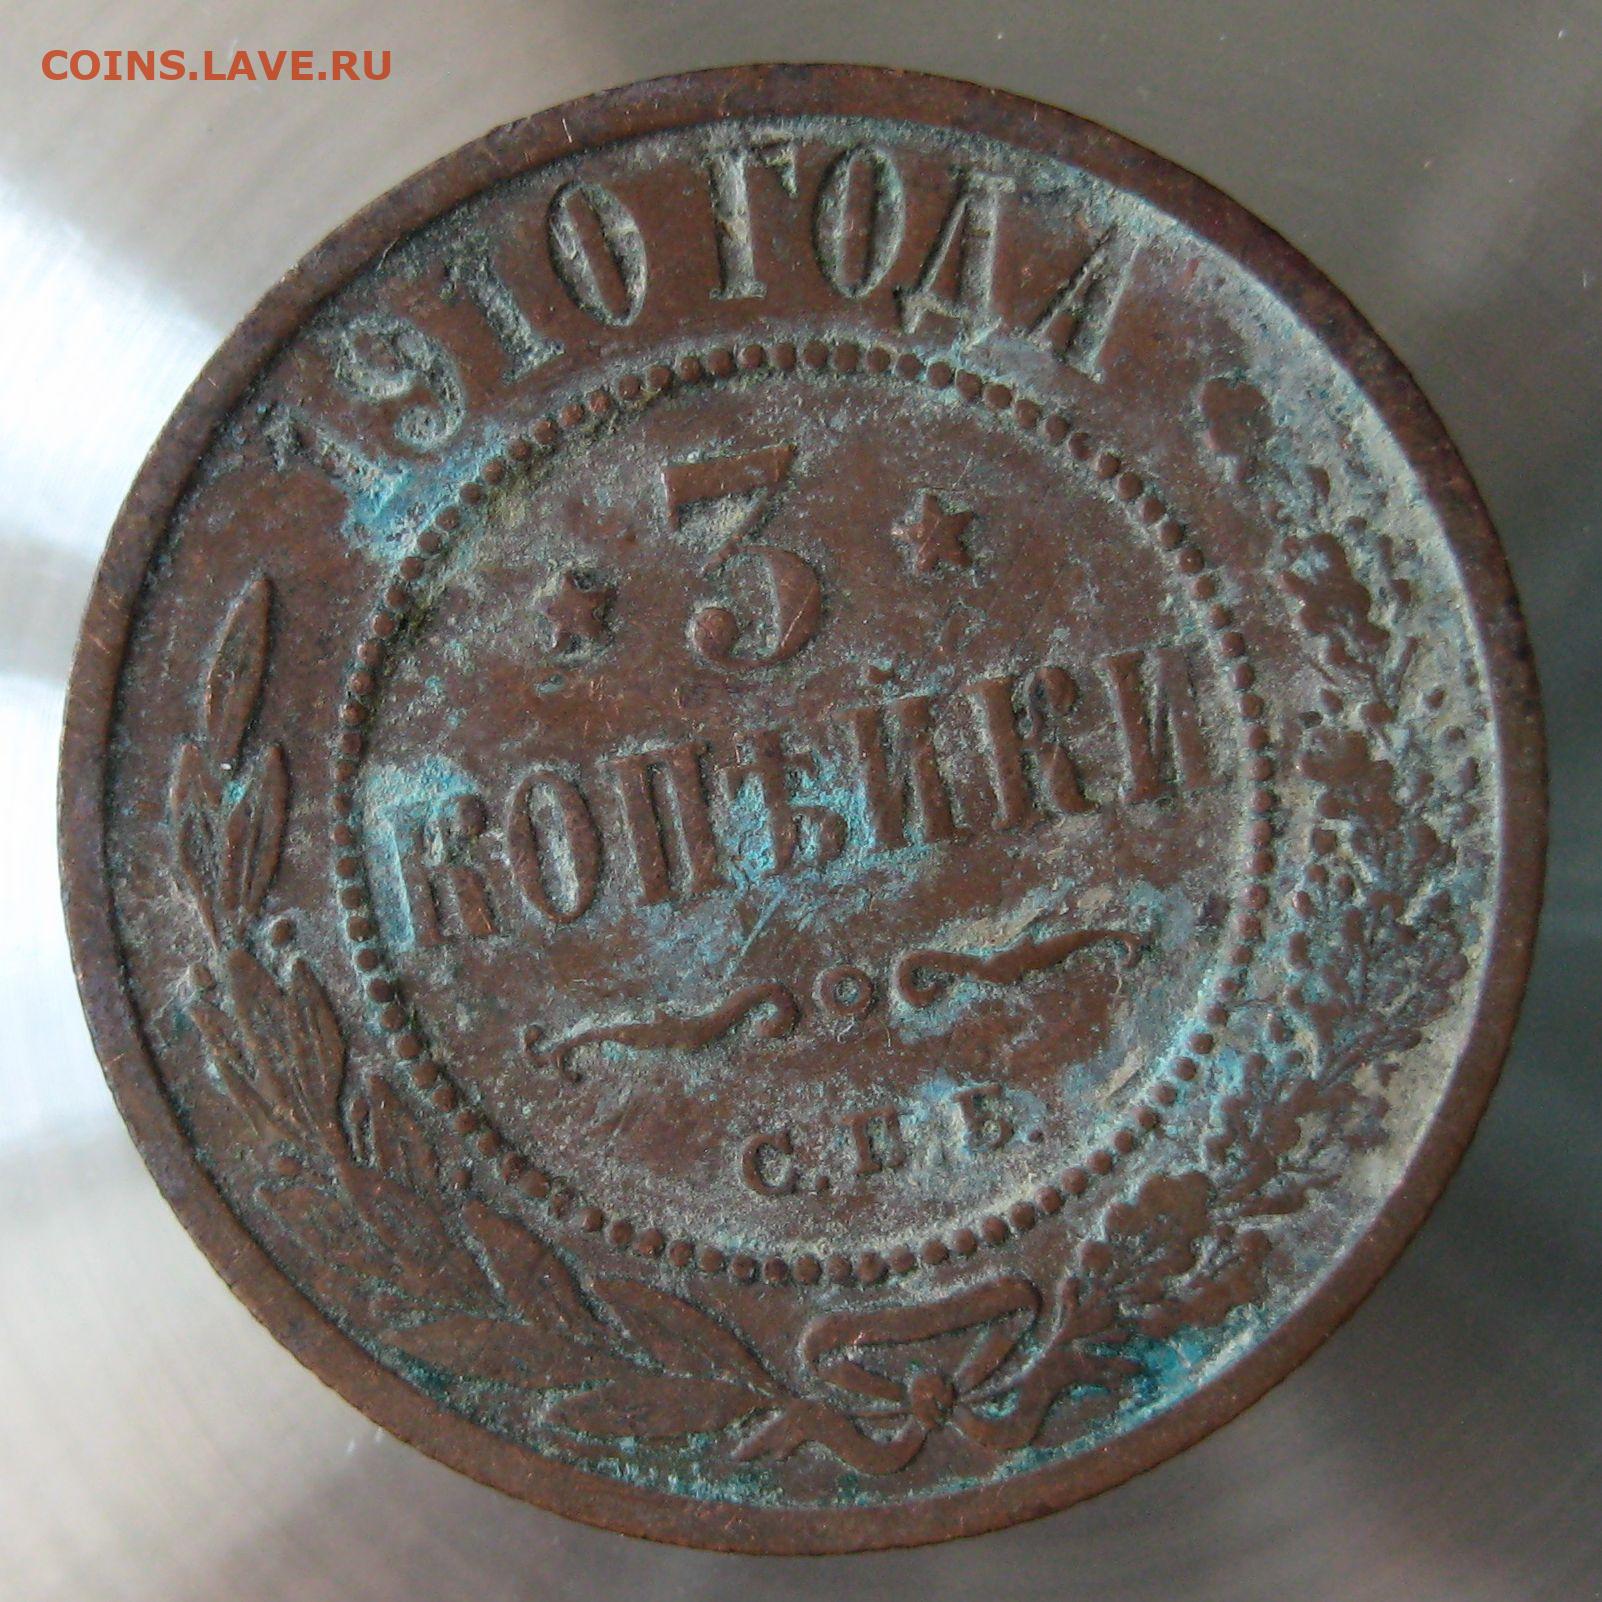 COINS.LAVE.RU
1910 ГОДА
3
КОПѢЙКИ
С.П.Б.